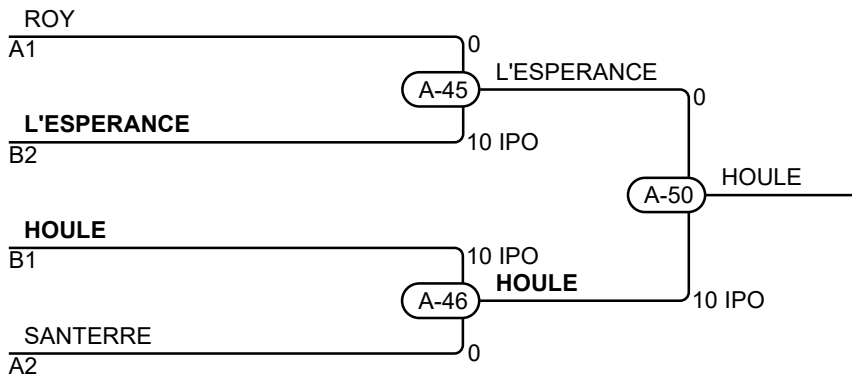 ROY
A1
0
A-45
L'ESPERANCE
L'ESPERANCE
B2
10 IPO
0
A-50
HOULE
HOULE
B1
10 IPO
A-46
HOULE
10 IPO
SANTERRE
A2
0